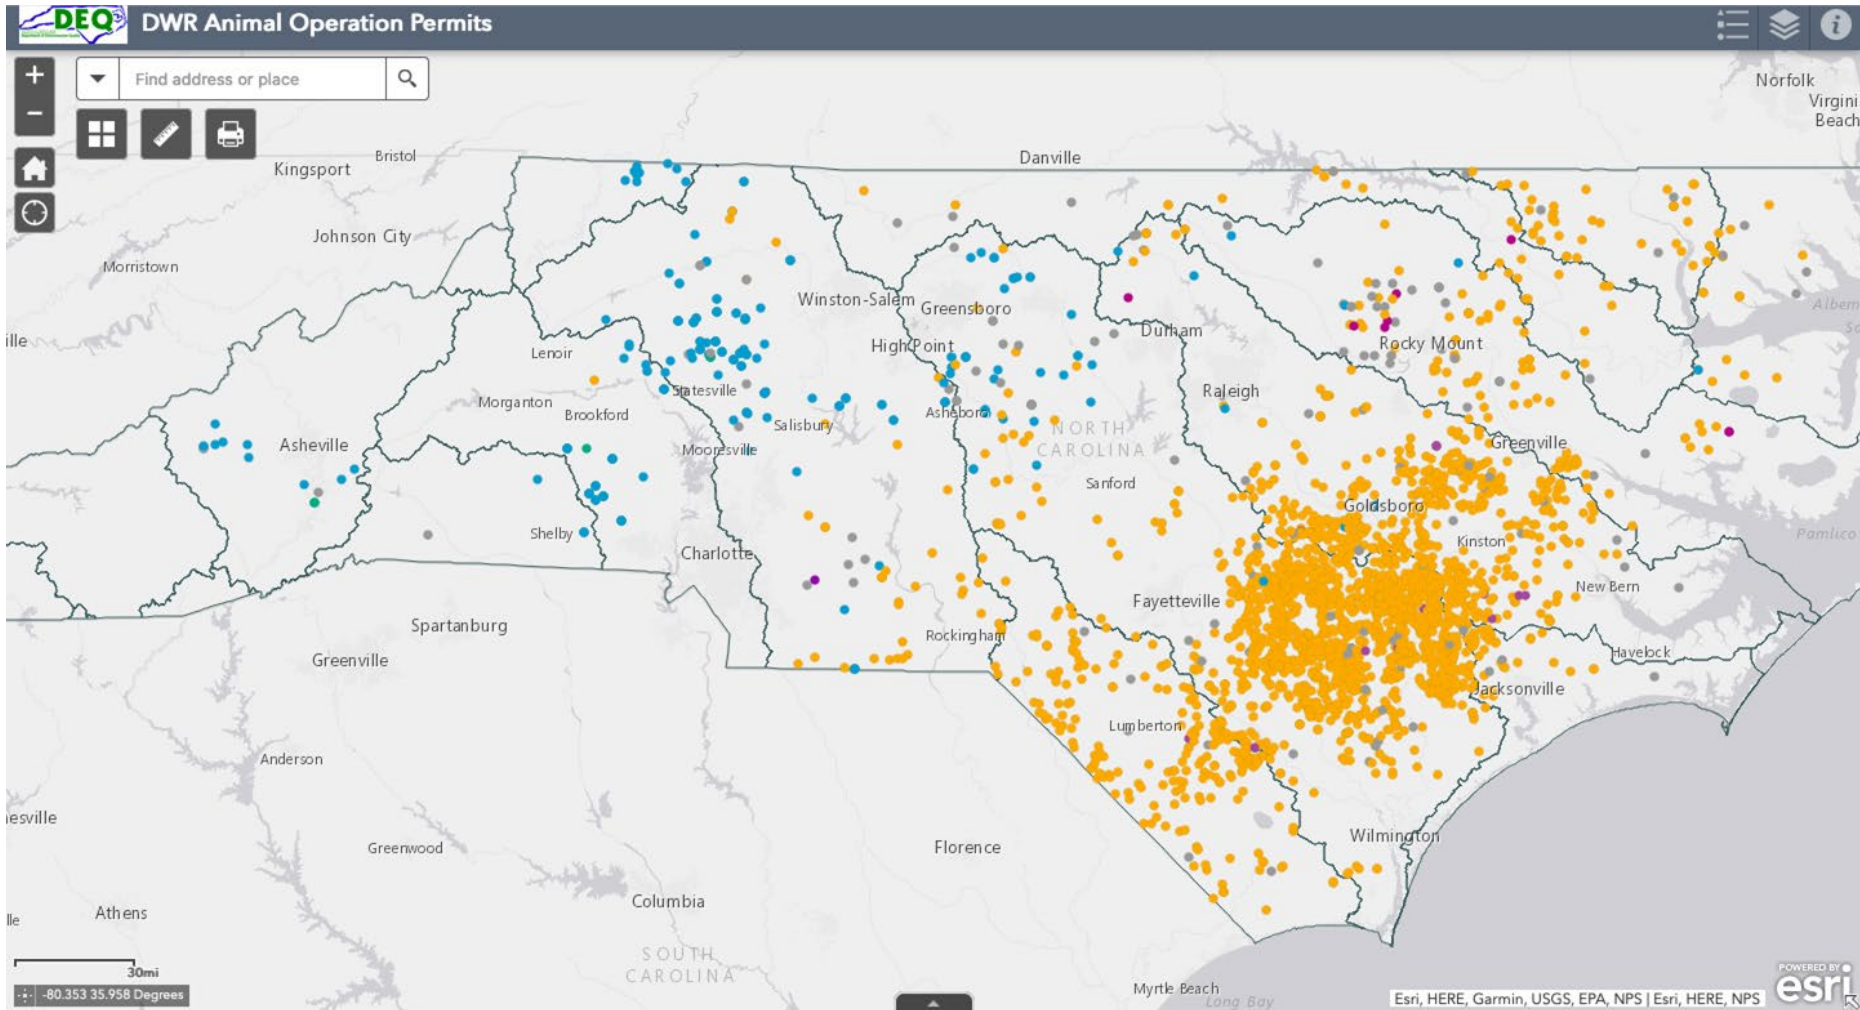 DEQ
DWR Animal Operation Permits
Find address or place
Norfolk
Virgini
Beach
Bristol
Kingsport
Danville
Johnson City
Morristown
Winston-Salem
Greensboro
Durham
ille
Lenoir
High Point
Rocky Mount
Statesville
Raleigh
Morganton
Brookford
Asheboro
Salisbury
NORTH
CAROLINA
Greenville
Asheville
Mooresville
Sanford
Goldsboro
Shelby
Charlotte
Kinston
Pamlico
New Bern
Fayetteville
Spartanburg
Rockingham
Havelock
Greenville
Jacksonville
Lumberton
Anderson
esville
Greenwood
Florence
Wilmington
Columbia
lle
Athens
SOUTH
CAROLINA
30mi
-80.353 35.958 Degrees
Myrtle Beach
Long Bay
Esri, HERE, Garmin, USGS, EPA, NPS | Esri, HERE, NPS
POWERED BY
esri